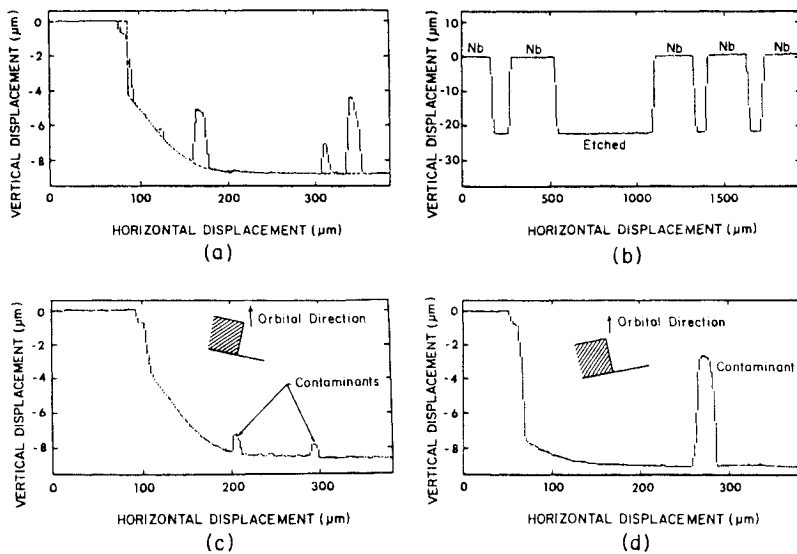 VERTICAL DISPLACEMENT (µm)
0
-2
-4
-6
-8
0
100
200
300
HORIZONTAL DISPLACEMENT (µm)
(a)
VERTICAL DISPLACEMENT (µm)
10
0
-10
-20
-30
Nb
Nb
Nb
Nb
Nb
Etched
0
500
1000
1500
HORIZONTAL DISPLACEMENT (µm)
(b)
VERTICAL DISPLACEMENT (µm)
0
-2
-4
-6
-8
Orbital Direction
Contaminants
0
100
200
300
HORIZONTAL DISPLACEMENT (µm)
(c)
VERTICAL DISPLACEMENT (µm)
0
-2
-4
-6
-8
Orbital Direction
Contaminant
0
100
200
300
HORIZONTAL DISPLACEMENT (µm)
(d)